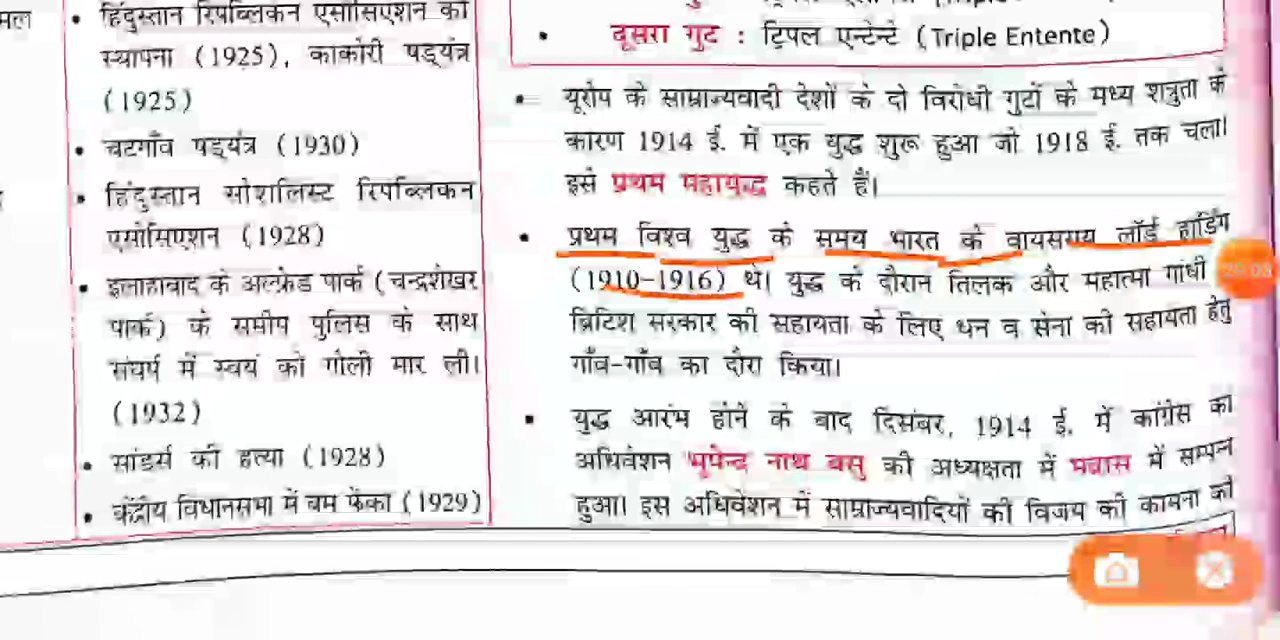 मल
हिंदुस्तान रिपब्लिकन एसोसिएशन की
स्थापना (1925), काकोरी षड्यंत्र
(1925)
चटगाँव षड्यंत्र (1930)
हिंदुस्तान सोशलिस्ट रिपब्लिकन
एसोसिएशन (1928)
इलाहाबाद के अल्फ्रेड पार्क (चन्द्रशेखर
पार्क) के समीप पुलिस के साथ
संघर्ष में स्वयं को गोली मार ली।
(1932)
सांडर्स की हत्या (1928)
केंद्रीय विधानसभा में बम फेंका (1929)
दूसरा गुट : ट्रिपल एन्टेन्टे (Triple Entente)
यूरोप के साम्राज्यवादी देशों के दो विरोधी गुटों के मध्य शत्रुता के
कारण 1914 ई. में एक युद्ध शुरू हुआ जो 1918 ई. तक चला।
इसे प्रथम महायुद्ध कहते हैं।
प्रथम विश्व युद्ध के समय भारत के वायसराय लॉर्ड हार्डिंग
(1910-1916) थे। युद्ध के दौरान तिलक और महात्मा गांधी
ब्रिटिश सरकार की सहायता के लिए धन व सेना की सहायता हेतु
गाँव-गाँव का दौरा किया।
युद्ध आरंभ होने के बाद दिसंबर, 1914 ई. में कांग्रेस का
अधिवेशन भूपेन्द्र नाथ बसु की अध्यक्षता में मद्रास में सम्पन्न
हुआ। इस अधिवेशन में साम्राज्यवादियों की विजय की कामना की